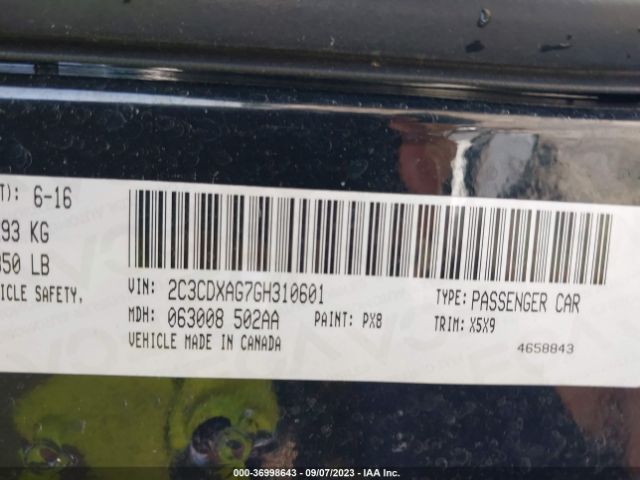 T): 6-16
93 KG
350 LB
ICLE SAFETY,
VIN: 2C3CDXAG7GH310601
TYPE: PASSENGER CAR
MDH: 063008 502AA PAINT: PX8 TRIM: X5X9
VEHICLE MADE IN CANADA
4658843
000-36998643 - 09/07/2023 - IAA Inc.